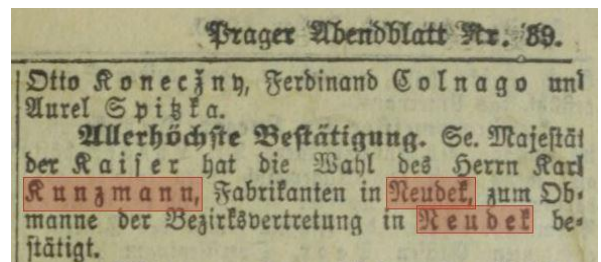 Prager Abendblatt Nr. 89.
Otto Koneczny, Ferdinand Colnago und
Aurel Spitzka.
Allerhöchste Bestätigung. Se. Majestät
der Kaiser hat die Wahl des Herrn Karl
Kunzmann, Fabrikanten in Neudek, zum Ob-
manne der Bezirksvertretung in Neudek be-
stätigt.